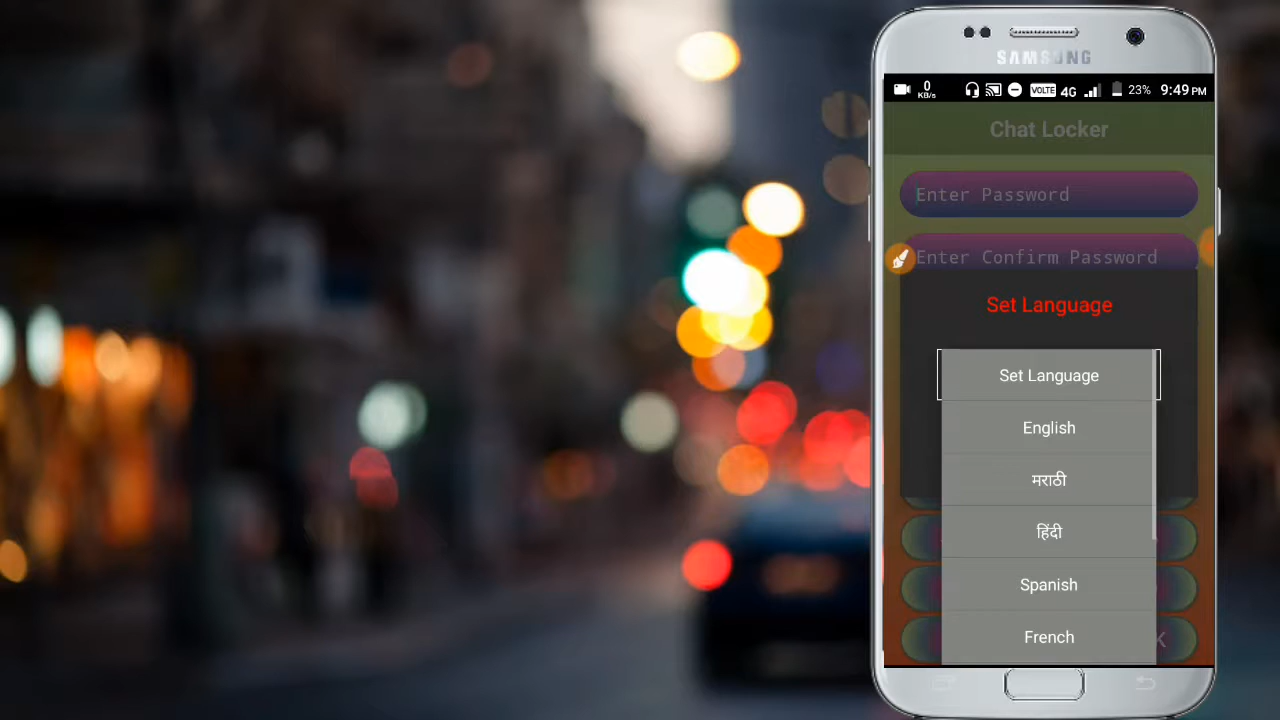 SAMSUNG
0 KB/s VOLTE 4G 23% 9:49 PM
Chat Locker
Enter Password
Enter Confirm Password
Set Language
Set Language
English
मराठी
हिंदी
Spanish
French